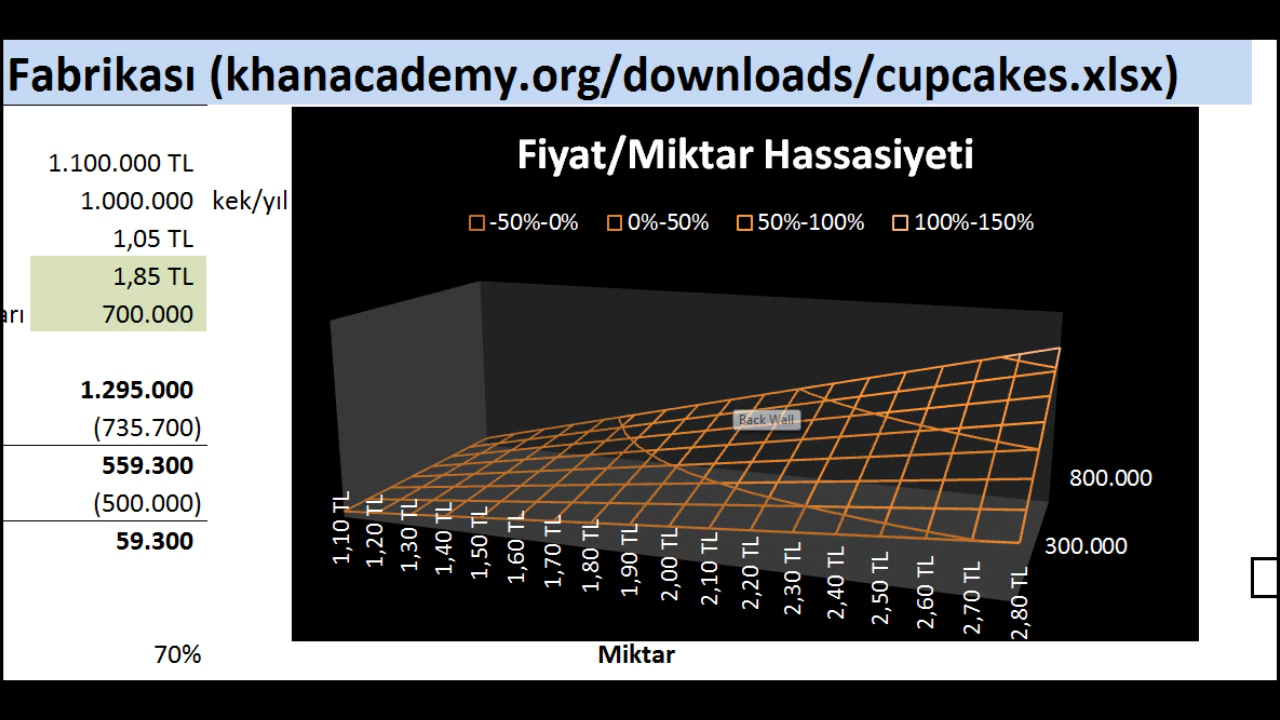 Fabrikası (khanacademy.org/downloads/cupcakes.xlsx)
1.100.000 TL
1.000.000 kek/yıl
1,05 TL
1,85 TL
arı 700.000
1.295.000
(735.700)
559.300
(500.000)
59.300
70%
Fiyat/Miktar Hassasiyeti
-50%-0% 0%-50% 50%-100% 100%-150%
Back Wall
800.000
300.000
1,10 TL
1,20 TL
1,30 TL
1,40 TL
1,50 TL
1,60 TL
1,70 TL
1,80 TL
1,90 TL
2,00 TL
2,10 TL
2,20 TL
2,30 TL
2,40 TL
2,50 TL
2,60 TL
2,70 TL
2,80 TL
Miktar